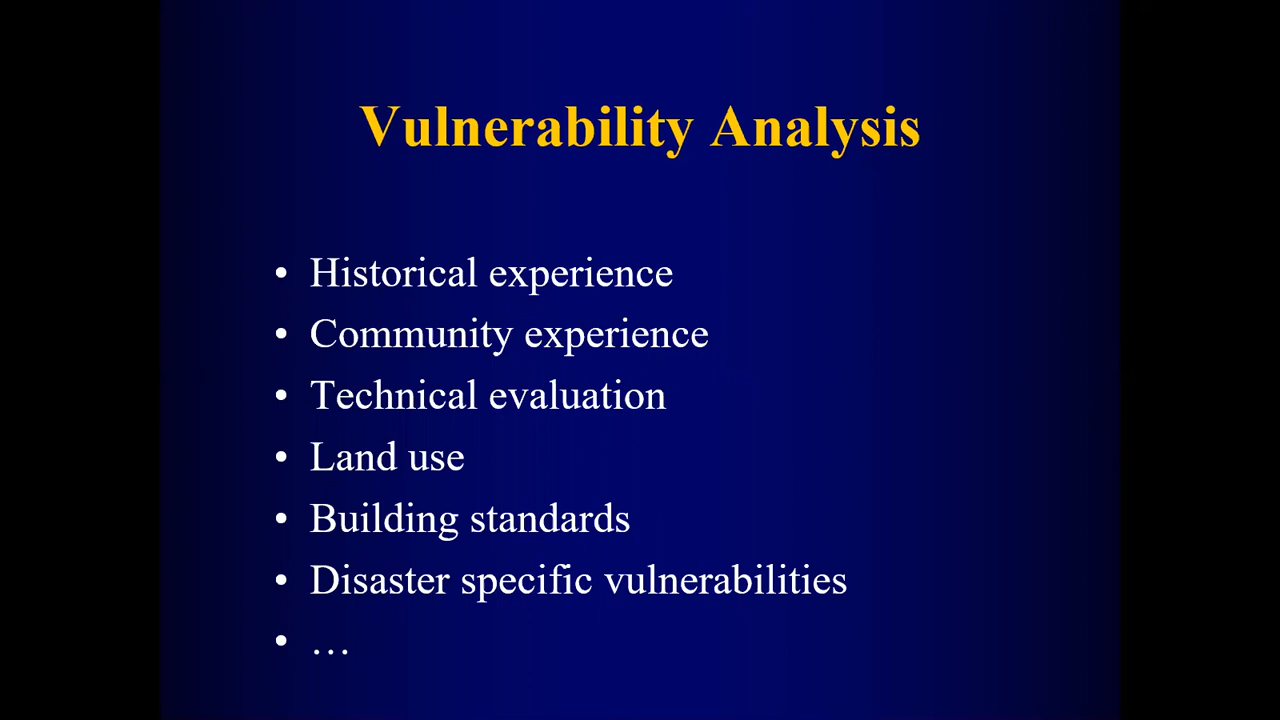 Vulnerability Analysis
• Historical experience
• Community experience
• Technical evaluation
• Land use
• Building standards
• Disaster specific vulnerabilities
• …